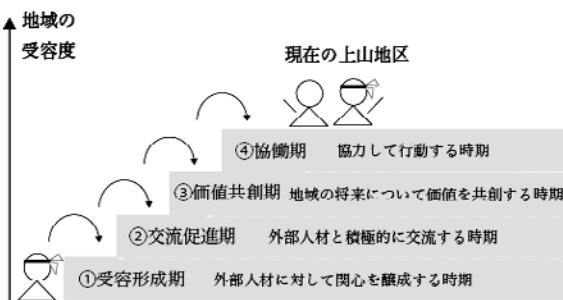 地域の
受容度
現在の上山地区
④協働期 協力して行動する時期
③価値共創期 地域の将来について価値を共創する時期
②交流促進期 外部人材と積極的に交流する時期
①受容形成期 外部人材に対して関心を醸成する時期